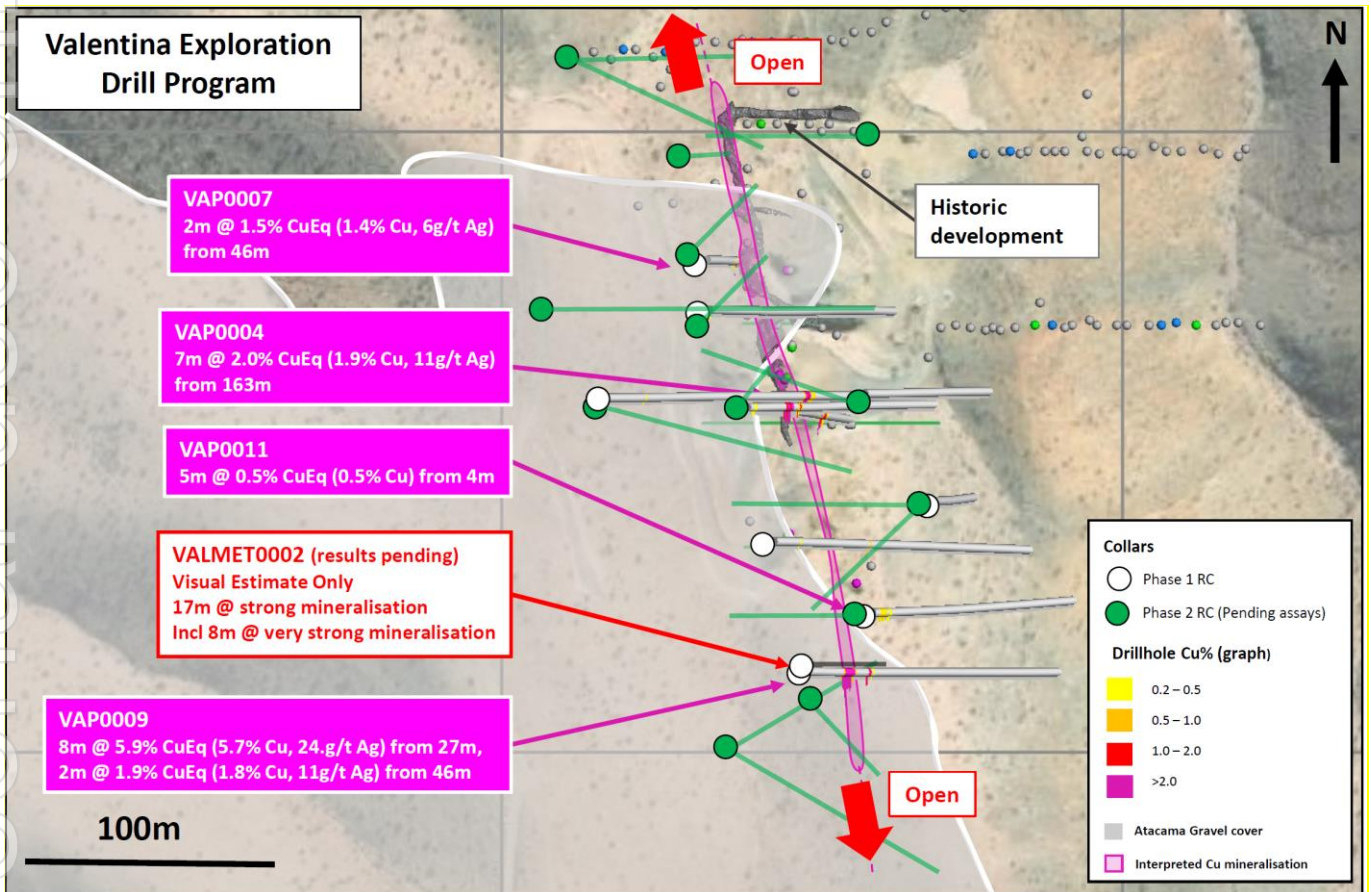 Valentina Exploration
Drill Program
Open
N
Historic
development
VAP0007
2m @ 1.5% CuEq (1.4% Cu, 6g/t Ag)
from 46m
VAP0004
7m @ 2.0% CuEq (1.9% Cu, 11g/t Ag)
from 163m
VAP0011
5m @ 0.5% CuEq (0.5% Cu) from 4m
VALMET0002 (results pending)
Visual Estimate Only
17m @ strong mineralisation
Incl 8m @ very strong mineralisation
VAP0009
8m @ 5.9% CuEq (5.7% Cu, 24.g/t Ag) from 27m,
2m @ 1.9% CuEq (1.8% Cu, 11g/t Ag) from 46m
Open
100m
Collars
Phase 1 RC
Phase 2 RC (Pending assays)
Drillhole Cu% (graph)
0.2 – 0.5
0.5 – 1.0
1.0 – 2.0
>2.0
Atacama Gravel cover
Interpreted Cu mineralisation